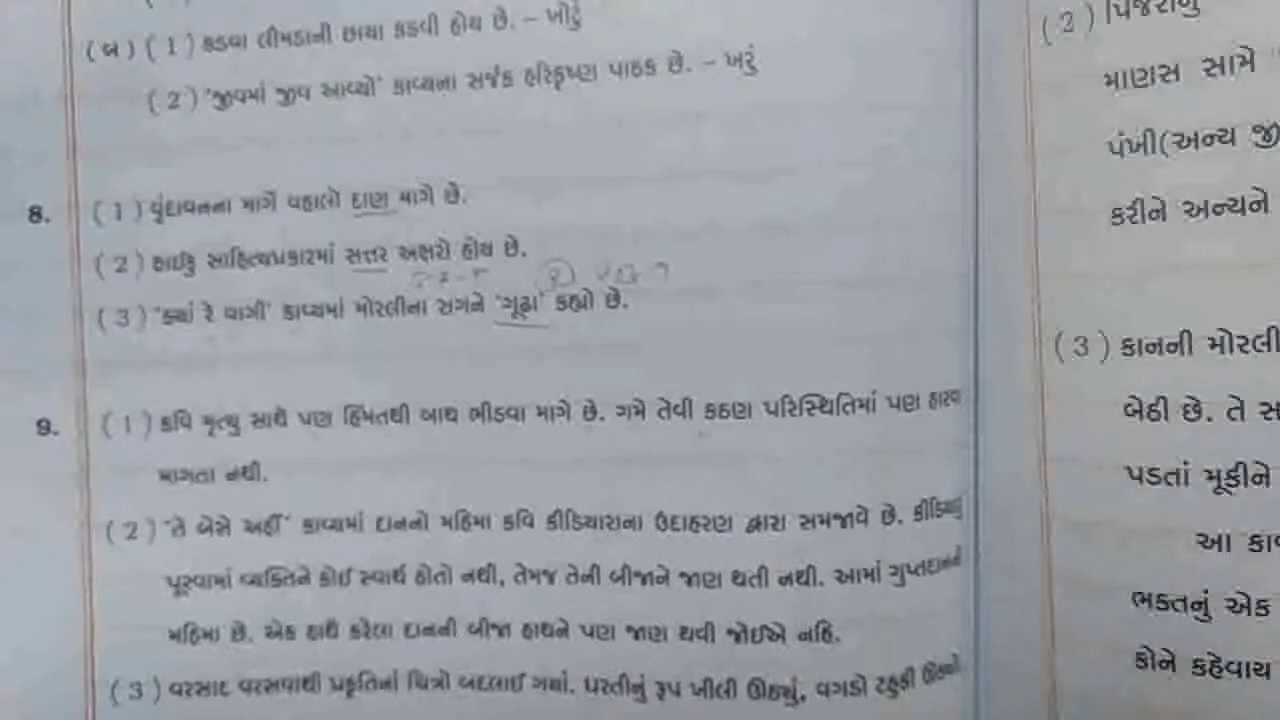 (બ) (1) કડવા લીમડાની છાયા કડવી હોય છે. – ખોટું
(2) 'જીવમાં જીવ આવ્યો' કાવ્યના સર્જક હરિકૃષ્ણ પાઠક છે. – ખરું
8. (1) વૃંદાવનના માર્ગે વહાલો દાણ માગે છે.
(2) હાઈકુ સાહિત્યપ્રકારમાં સત્તર અક્ષરો હોય છે.
(3) 'ક્યાં રે વાગી' કાવ્યમાં મોરલીના રાગને 'ગૂઢા' કહ્યો છે.
9. (1) કવિ મૃત્યુ સાથે પણ હિંમતથી બાથ ભીડવા માગે છે. ગમે તેવી કઠણ પરિસ્થિતિમાં પણ હારવા
માગતા નથી.
(2) 'તે બેસે અહીં' કાવ્યમાં દાનનો મહિમા કવિ કીડિયારાના ઉદાહરણ દ્વારા સમજાવે છે. કીડિયારું
પૂરવામાં વ્યક્તિને કોઈ સ્વાર્થ હોતો નથી, તેમજ તેની બીજાને જાણ થતી નથી. આમાં ગુપ્તદાનનો
મહિમા છે. એક હાથે કરેલા દાનની બીજા હાથને પણ જાણ થવી જોઈએ નહિ.
(3) વરસાદ વરસવાથી પ્રકૃતિનાં ચિત્રો બદલાઈ ગયાં. ધરતીનું રૂપ ખીલી ઊઠ્યું, વગડો ટહુકી ઊઠ્યો
(2) પિંજરાનું
માણસ સામે
પંખી(અન્ય જી
કરીને અન્યને
(3) કાનની મોરલી
બેઠી છે. તે સ
પડતાં મૂકીને
આ કા
ભક્તનું એક
કોને કહેવાય